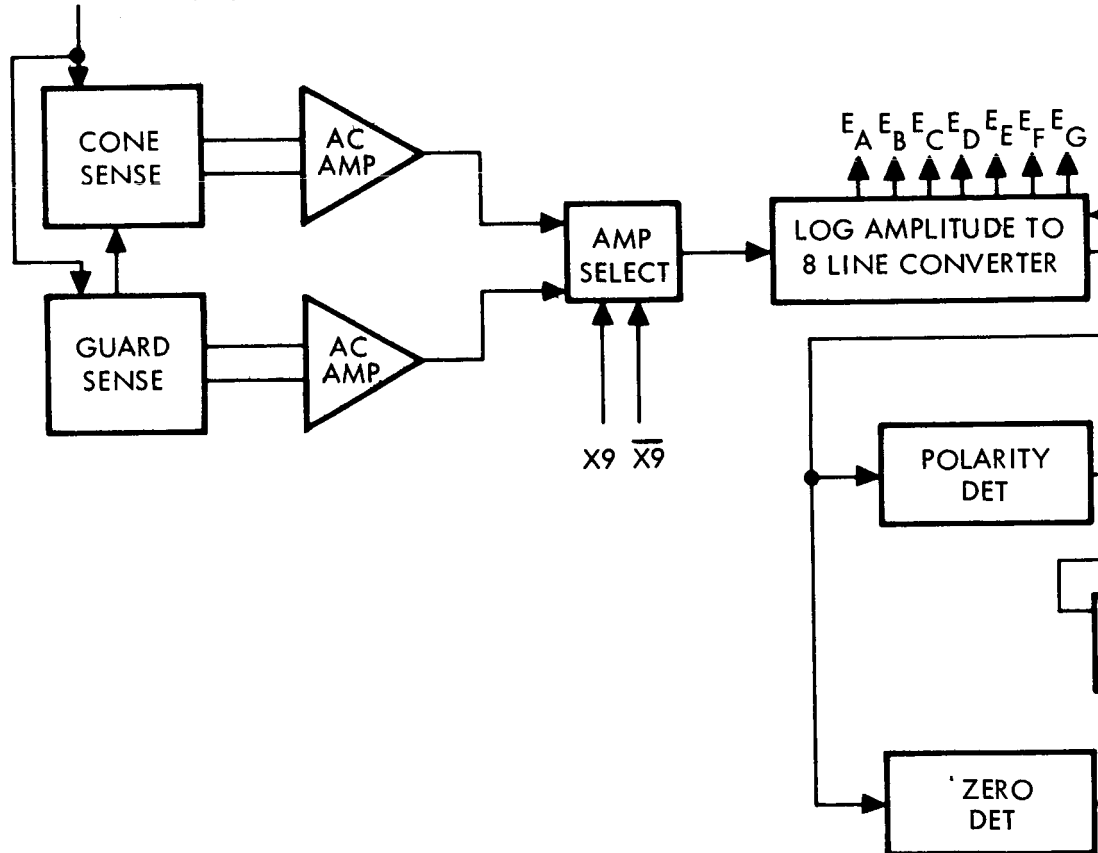 CONE
SENSE
AC
AMP
E_A E_B E_C E_D E_E E_F E_G
AMP
SELECT
LOG AMPLITUDE TO
8 LINE CONVERTER
GUARD
SENSE
AC
AMP
X9 X̅9̅
POLARITY
DET
ZERO
DET